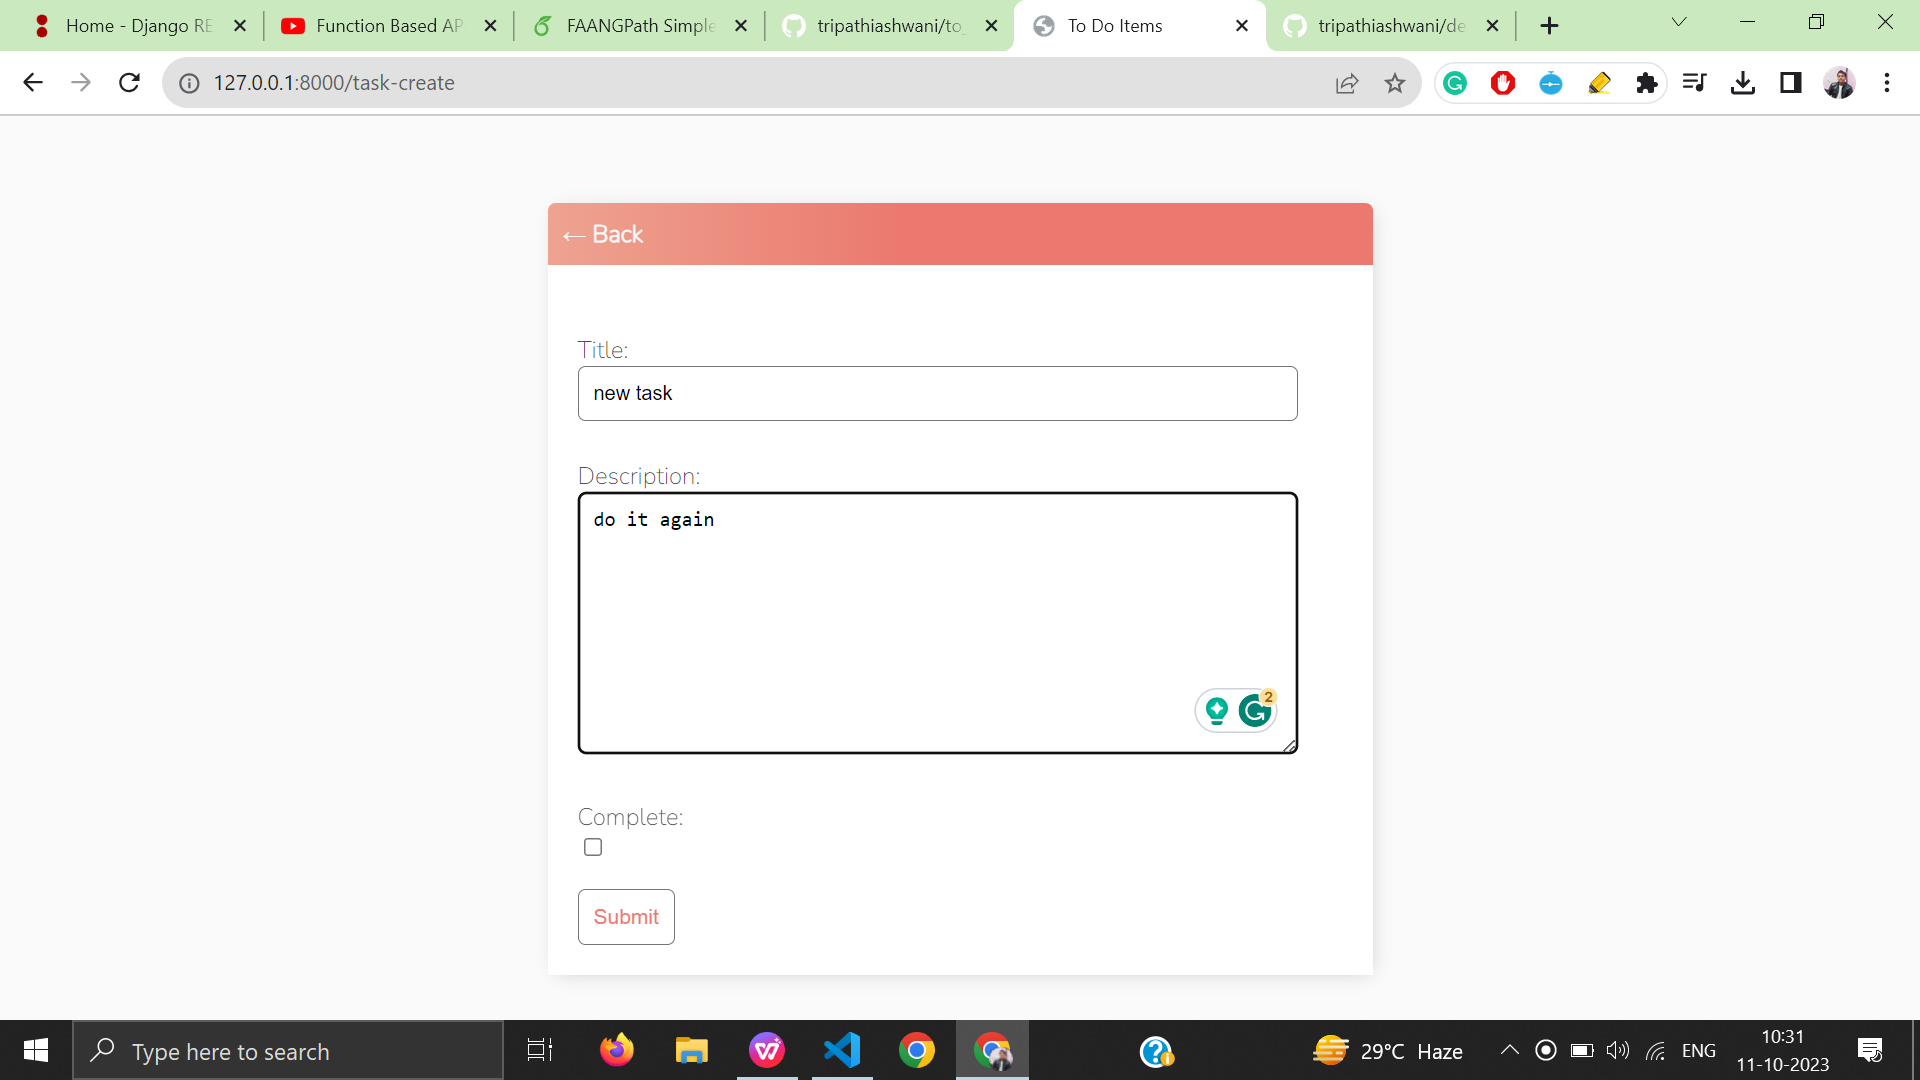 Home - Django RE
Function Based AP
FAANGPath Simple
tripathiashwani/to_
To Do Items
tripathiashwani/de
127.0.0.1:8000/task-create
← Back
Title:
new task
Description:
do it again
2
Complete:
Submit
Type here to search
29°C Haze
ENG
10:31
11-10-2023